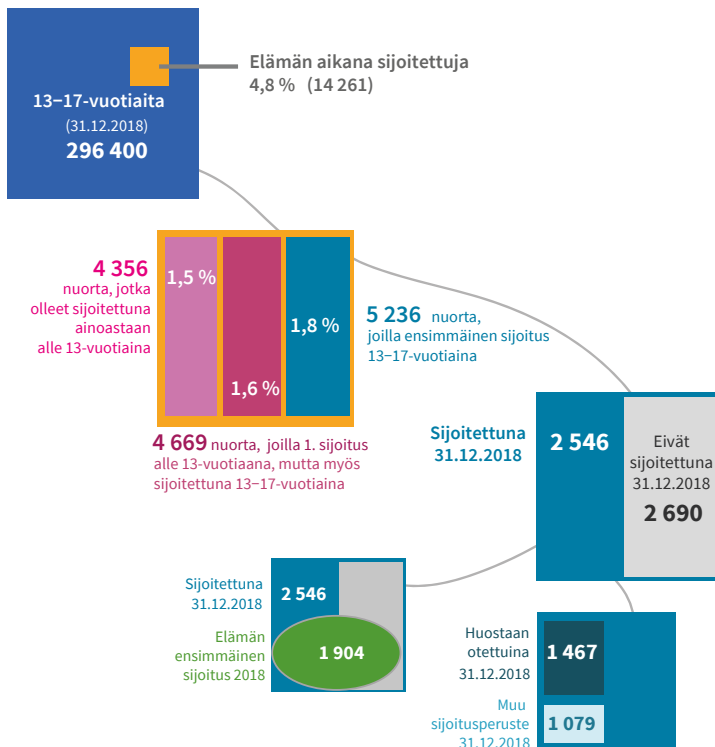 Elämän aikana sijoitettuja
4,8 % (14 261)
13–17-vuotiaita
(31.12.2018)
296 400
4 356
nuorta, jotka
olleet sijoitettuna
ainoastaan
alle 13-vuotiaina
1,5 %
1,6 %
1,8 %
5 236 nuorta,
joilla ensimmäinen sijoitus
13–17-vuotiaina
4 669 nuorta, joilla 1. sijoitus
alle 13-vuotiaana, mutta myös
sijoitettuna 13–17-vuotiaina
Sijoitettuna
31.12.2018
2 546
Eivät
sijoitettuna
31.12.2018
2 690
Sijoitettuna
31.12.2018
2 546
Elämän
ensimmäinen
sijoitus 2018
1 904
Huostaan
otettuina
31.12.2018
1 467
Muu
sijoitusperuste
31.12.2018
1 079